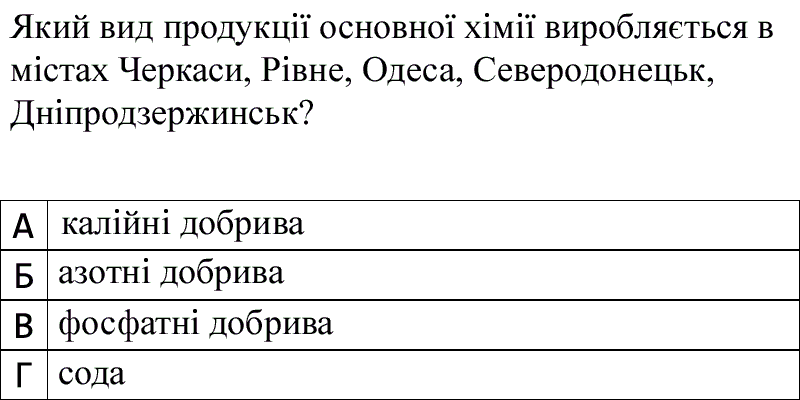 Який вид продукції основної хімії виробляється в
містах Черкаси, Рівне, Одеса, Северодонецьк,
Дніпродзержинськ?
А калійні добрива
Б азотні добрива
В фосфатні добрива
Г сода